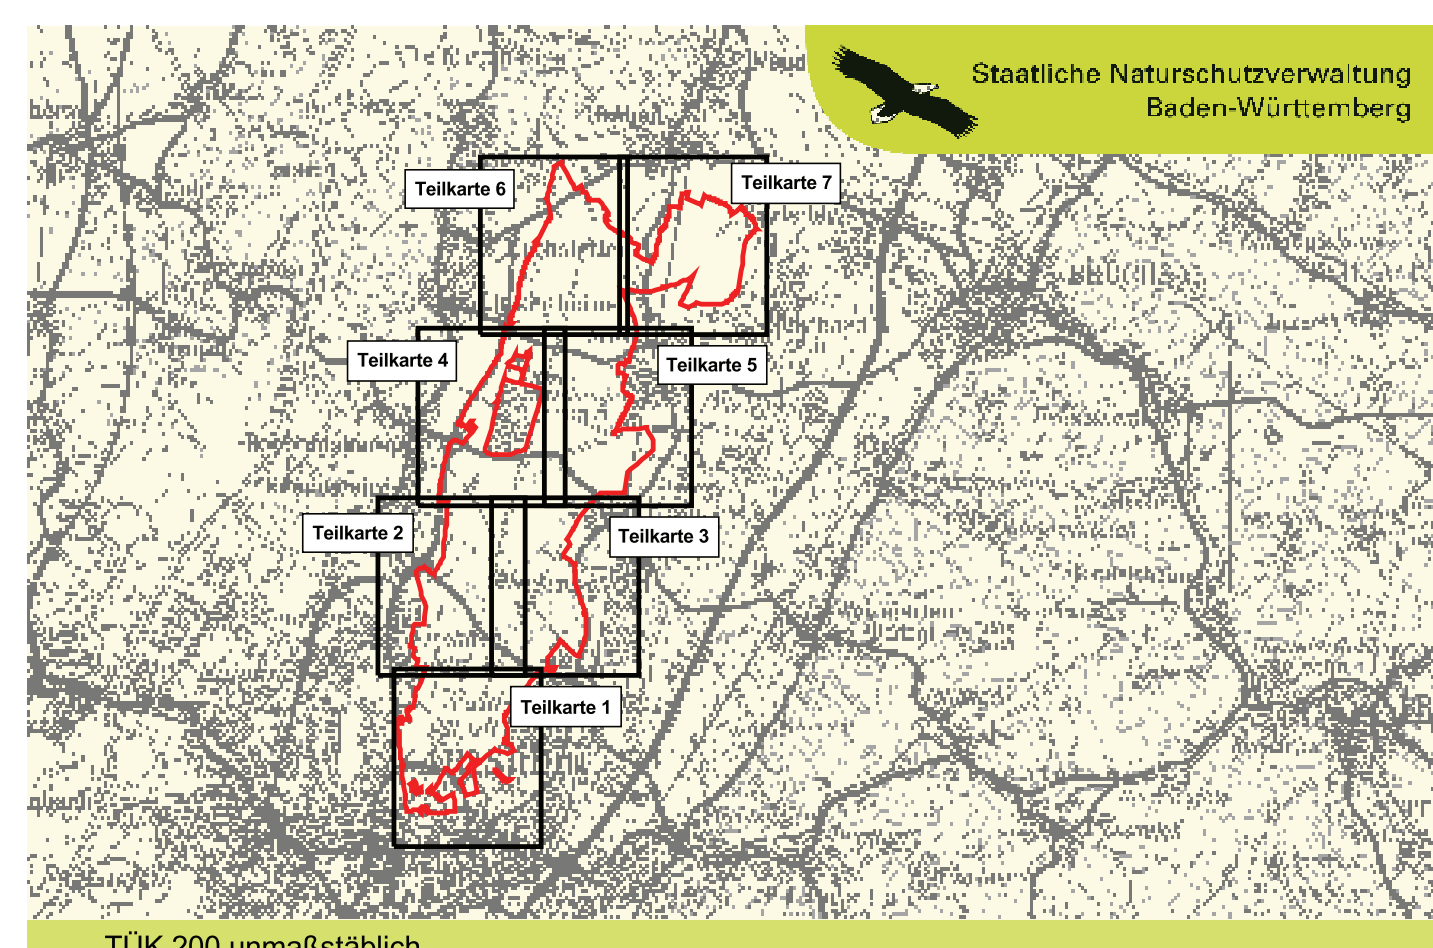 Staatliche Naturschutzverwaltung
Baden-Württemberg
Teilkarte 6
Teilkarte 7
Teilkarte 4
Teilkarte 5
Teilkarte 2
Teilkarte 3
Teilkarte 1
TÜK 200 unmaßstäblich